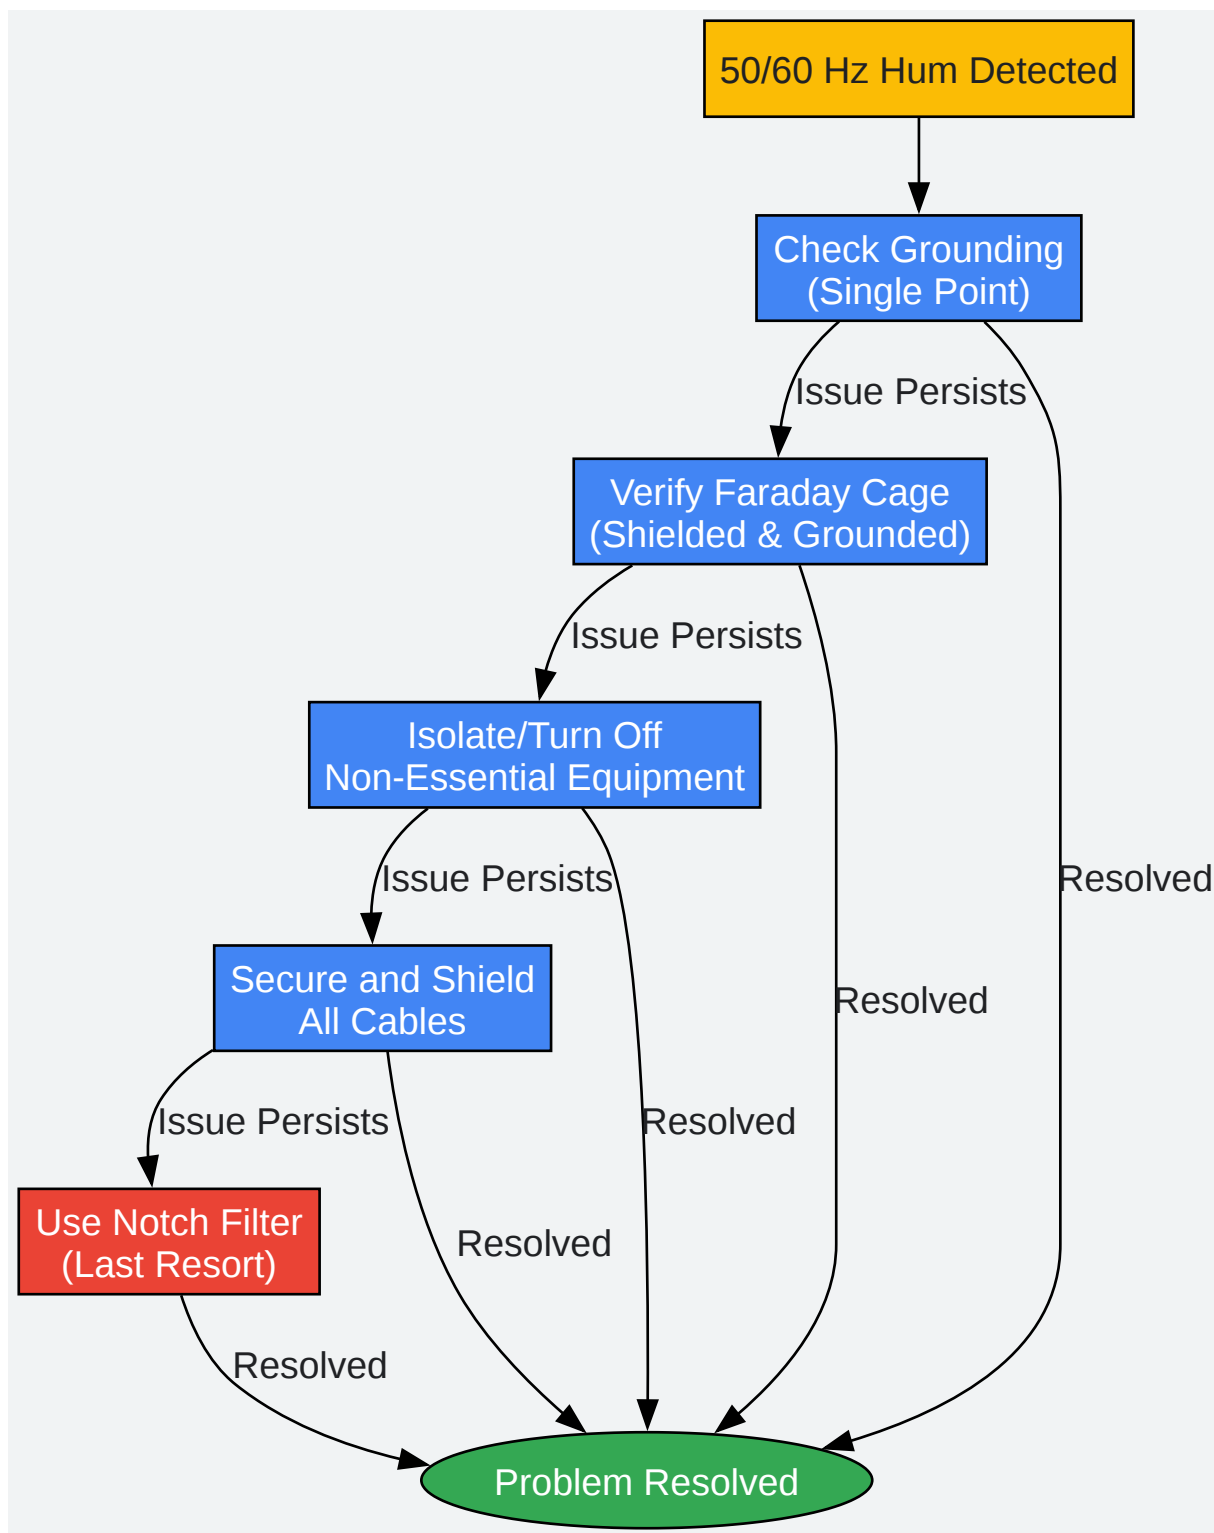 50/60 Hz Hum Detected
Check Grounding
(Single Point)
Issue Persists
Verify Faraday Cage
(Shielded & Grounded)
Issue Persists
Isolate/Turn Off
Non-Essential Equipment
Issue Persists
Resolved
Secure and Shield
All Cables
Resolved
Issue Persists
Resolved
Use Notch Filter
(Last Resort)
Resolved
Resolved
Problem Resolved